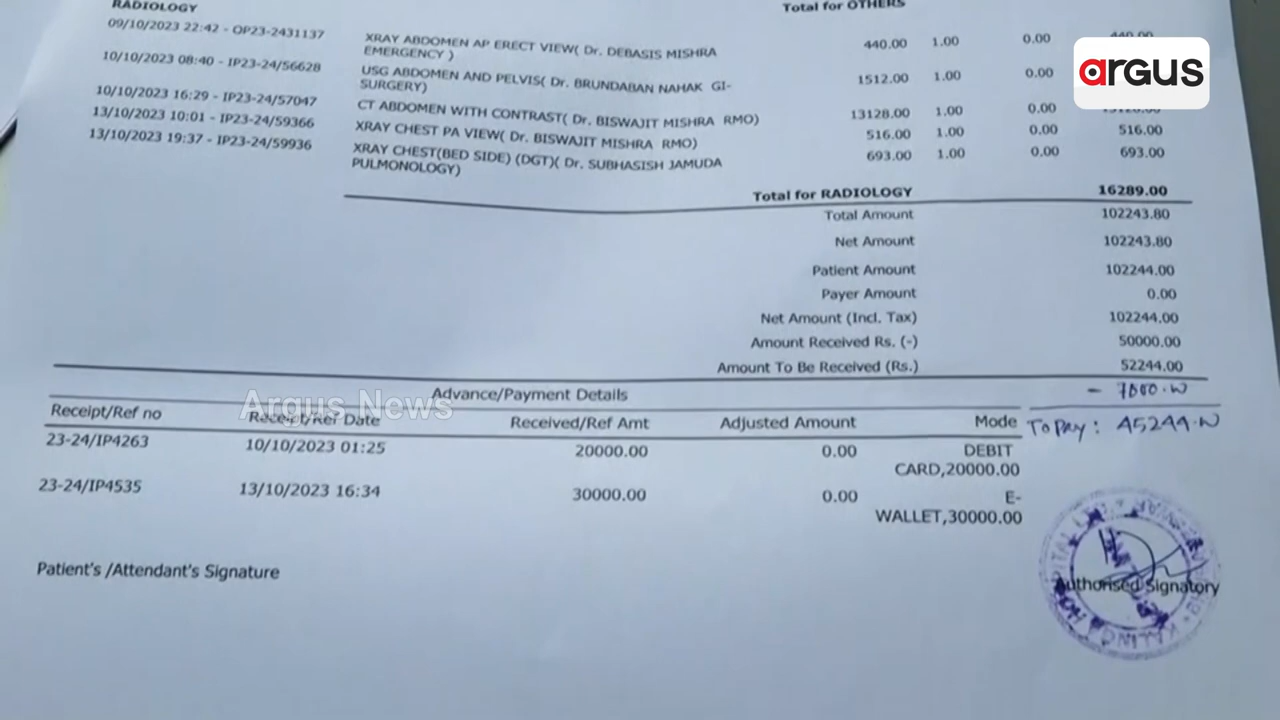 RADIOLOGY
Total for OTHERS
09/10/2023 22:42 - OP23-2431137 XRAY ABDOMEN AP ERECT VIEW( Dr. DEBASIS MISHRA 440.00 1.00 0.00 440.00
EMERGENCY )
10/10/2023 08:40 - IP23-24/56628 USG ABDOMEN AND PELVIS( Dr. BRUNDABAN NAHAK GI- 1512.00 1.00 0.00
SURGERY)
10/10/2023 16:29 - IP23-24/57047 CT ABDOMEN WITH CONTRAST( Dr. BISWAJIT MISHRA RMO) 13128.00 1.00 0.00 13128.00
13/10/2023 10:01 - IP23-24/59366 XRAY CHEST PA VIEW( Dr. BISWAJIT MISHRA RMO) 516.00 1.00 0.00 516.00
13/10/2023 19:37 - IP23-24/59936 XRAY CHEST(BED SIDE) (DGT)( Dr. SUBHASISH JAMUDA 693.00 1.00 0.00 693.00
PULMONOLOGY)
argus
Total for RADIOLOGY 16289.00
Total Amount 102243.80
Net Amount 102243.80
Patient Amount 102244.00
Payer Amount 0.00
Net Amount (Incl. Tax) 102244.00
Amount Received Rs. (-) 50000.00
Amount To Be Received (Rs.) 52244.00
Advance/Payment Details
Argus News
Receipt/Ref no Receipt/Ref Date Received/Ref Amt Adjusted Amount Mode
23-24/IP4263 10/10/2023 01:25 20000.00 0.00 DEBIT
CARD,20000.00
23-24/IP4535 13/10/2023 16:34 30000.00 0.00 E-
WALLET,30000.00
To Pay : 45244
Patient's /Attendant's Signature
Authorised Signatory